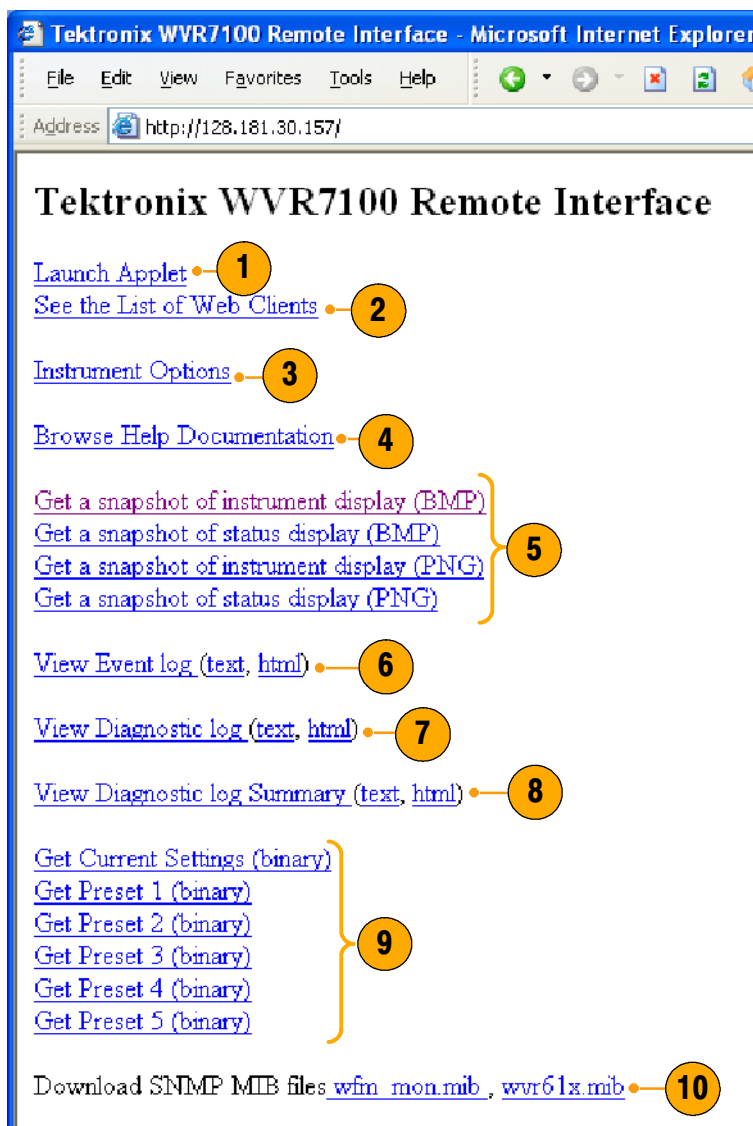 Tektronix WVR7100 Remote Interface - Microsoft Internet Explorer
File Edit View Favorites Tools Help
Address http://128.181.30.157/
Tektronix WVR7100 Remote Interface
Launch Applet 1
See the List of Web Clients 2
Instrument Options 3
Browse Help Documentation 4
Get a snapshot of instrument display (BMP)
Get a snapshot of status display (BMP)
5
Get a snapshot of instrument display (PNG)
Get a snapshot of status display (PNG)
View Event log (text, html) 6
View Diagnostic log (text, html) 7
View Diagnostic log Summary (text, html) 8
Get Current Settings (binary)
Get Preset 1 (binary)
Get Preset 2 (binary)
Get Preset 3 (binary)
9
Get Preset 4 (binary)
Get Preset 5 (binary)
Download SNMP MIB files wfm_mon.mib , wvr61x.mib 10